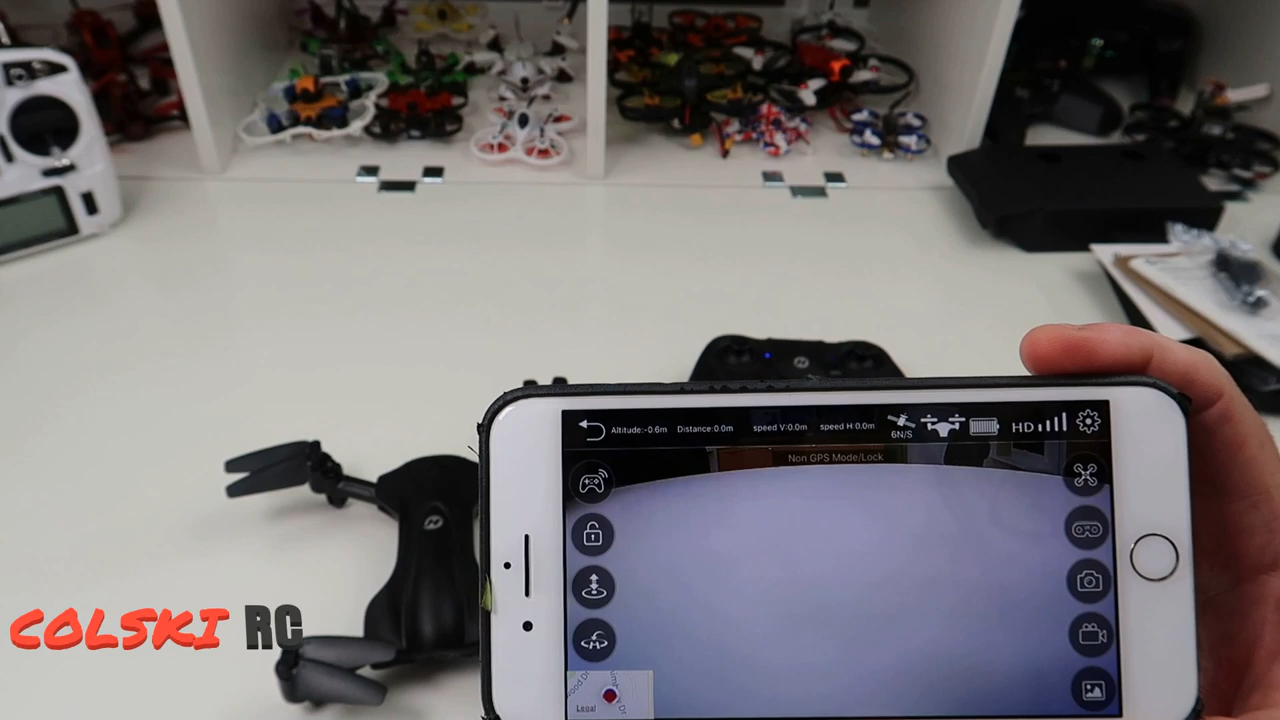 Altitude:-0.6m Distance:0.0m speed V:0.0m speed H:0.0m 6N/S HD
Non GPS Mode/Lock
H
COLSKI RC
Legal